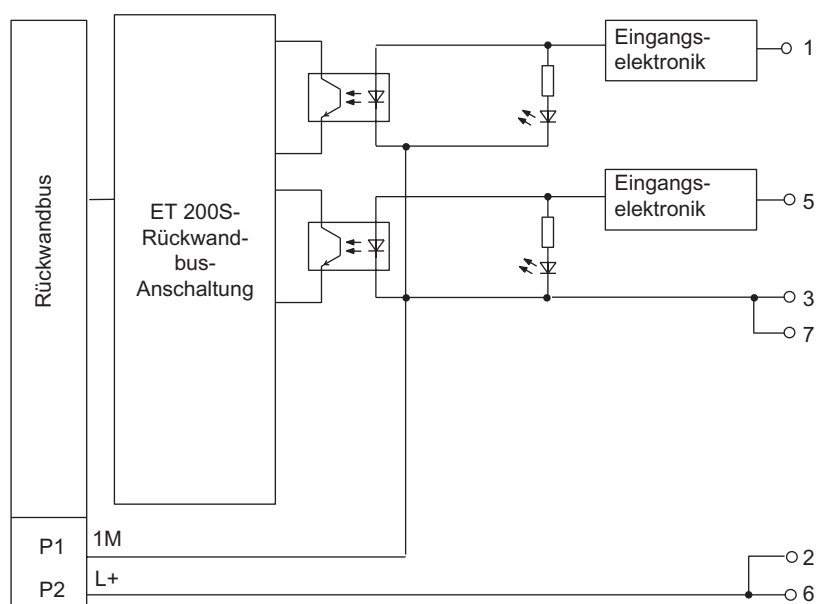 Eingangs-
elektronik
1
Eingangs-
elektronik
5
Rückwandbus
ET 200S-
Rückwand-
bus-
Anschaltung
3
7
P1
1M
2
P2
L+
6